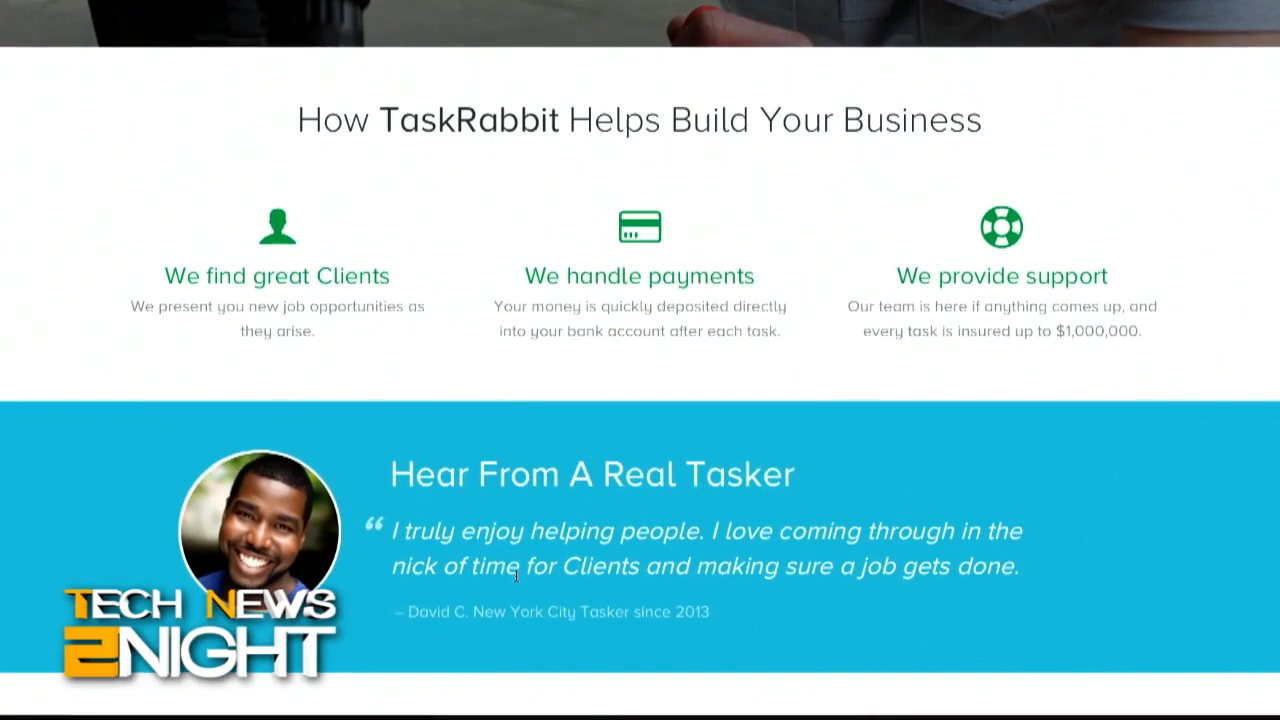 How TaskRabbit Helps Build Your Business
We find great Clients
We present you new job opportunities as
they arise.
We handle payments
Your money is quickly deposited directly
into your bank account after each task.
We provide support
Our team is here if anything comes up, and
every task is insured up to $1,000,000.
Hear From A Real Tasker
“ I truly enjoy helping people. I love coming through in the
nick of time for Clients and making sure a job gets done.
– David C. New York City Tasker since 2013
TECH NEWS
2NIGHT